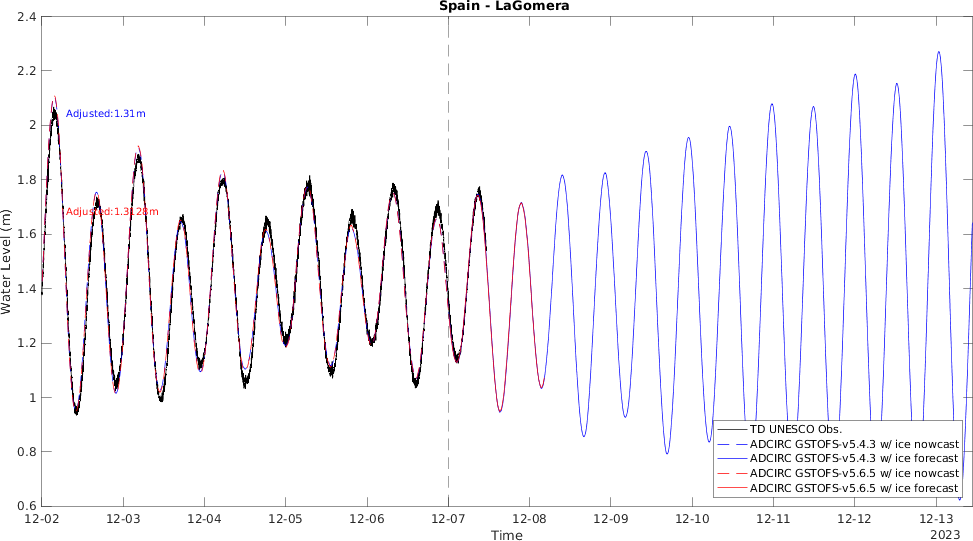 Spain - LaGomera
2.4
2.2
2
1.8
1.6
1.4
1.2
1
0.8
0.6
Water Level (m)
Adjusted:1.31m
Adjusted:1.3128m
TD UNESCO Obs.
ADCIRC GSTOFS-v5.4.3 w/ ice nowcast
ADCIRC GSTOFS-v5.4.3 w/ ice forecast
ADCIRC GSTOFS-v5.6.5 w/ ice nowcast
ADCIRC GSTOFS-v5.6.5 w/ ice forecast
12-02 12-03 12-04 12-05 12-06 12-07 12-08 12-09 12-10 12-11 12-12 12-13
Time
2023